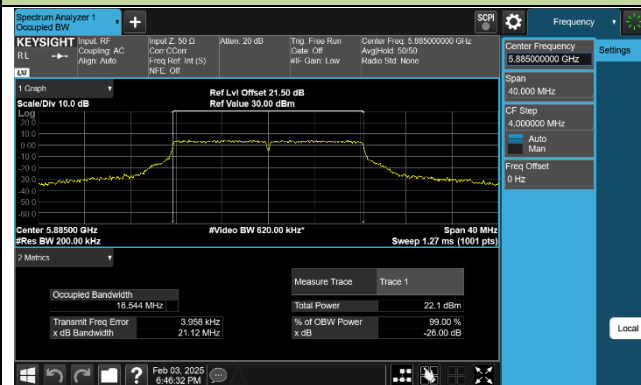 Spectrum Analyzer 1
Occupied BW
SCPI
Frequency
KEYSIGHT
RL
LXI
Input: RF
Coupling: AC
Align: Auto
Input Z: 50 Ω
Corr CCorr
Freq Ref: Int (S)
NFE: Off
Atten: 20 dB
Trig: Free Run
Gate: Off
#IF Gain: Low
Center Freq: 5.885000000 GHz
Avg|Hold: 50/50
Radio Std: None
Center Frequency
5.885000000 GHz
Settings
Span
40.000 MHz
CF Step
4.000000 MHz
Auto
Man
Freq Offset
0 Hz
Local
1 Graph
Scale/Div 10.0 dB
Ref Lvl Offset 21.50 dB
Ref Value 30.00 dBm
Log
20.0
10.0
0.00
-10.0
-20.0
-30.0
-40.0
-50.0
-60.0
Center 5.88500 GHz
#Res BW 200.00 kHz
#Video BW 620.00 kHz*
Span 40 MHz
Sweep 1.27 ms (1001 pts)
2 Metrics
Measure Trace
Trace 1
Occupied Bandwidth
16.544 MHz
Total Power
22.1 dBm
Transmit Freq Error
3.958 kHz
% of OBW Power
99.00 %
x dB Bandwidth
21.12 MHz
x dB
-26.00 dB
?
Feb 03, 2025
6:46:32 PM